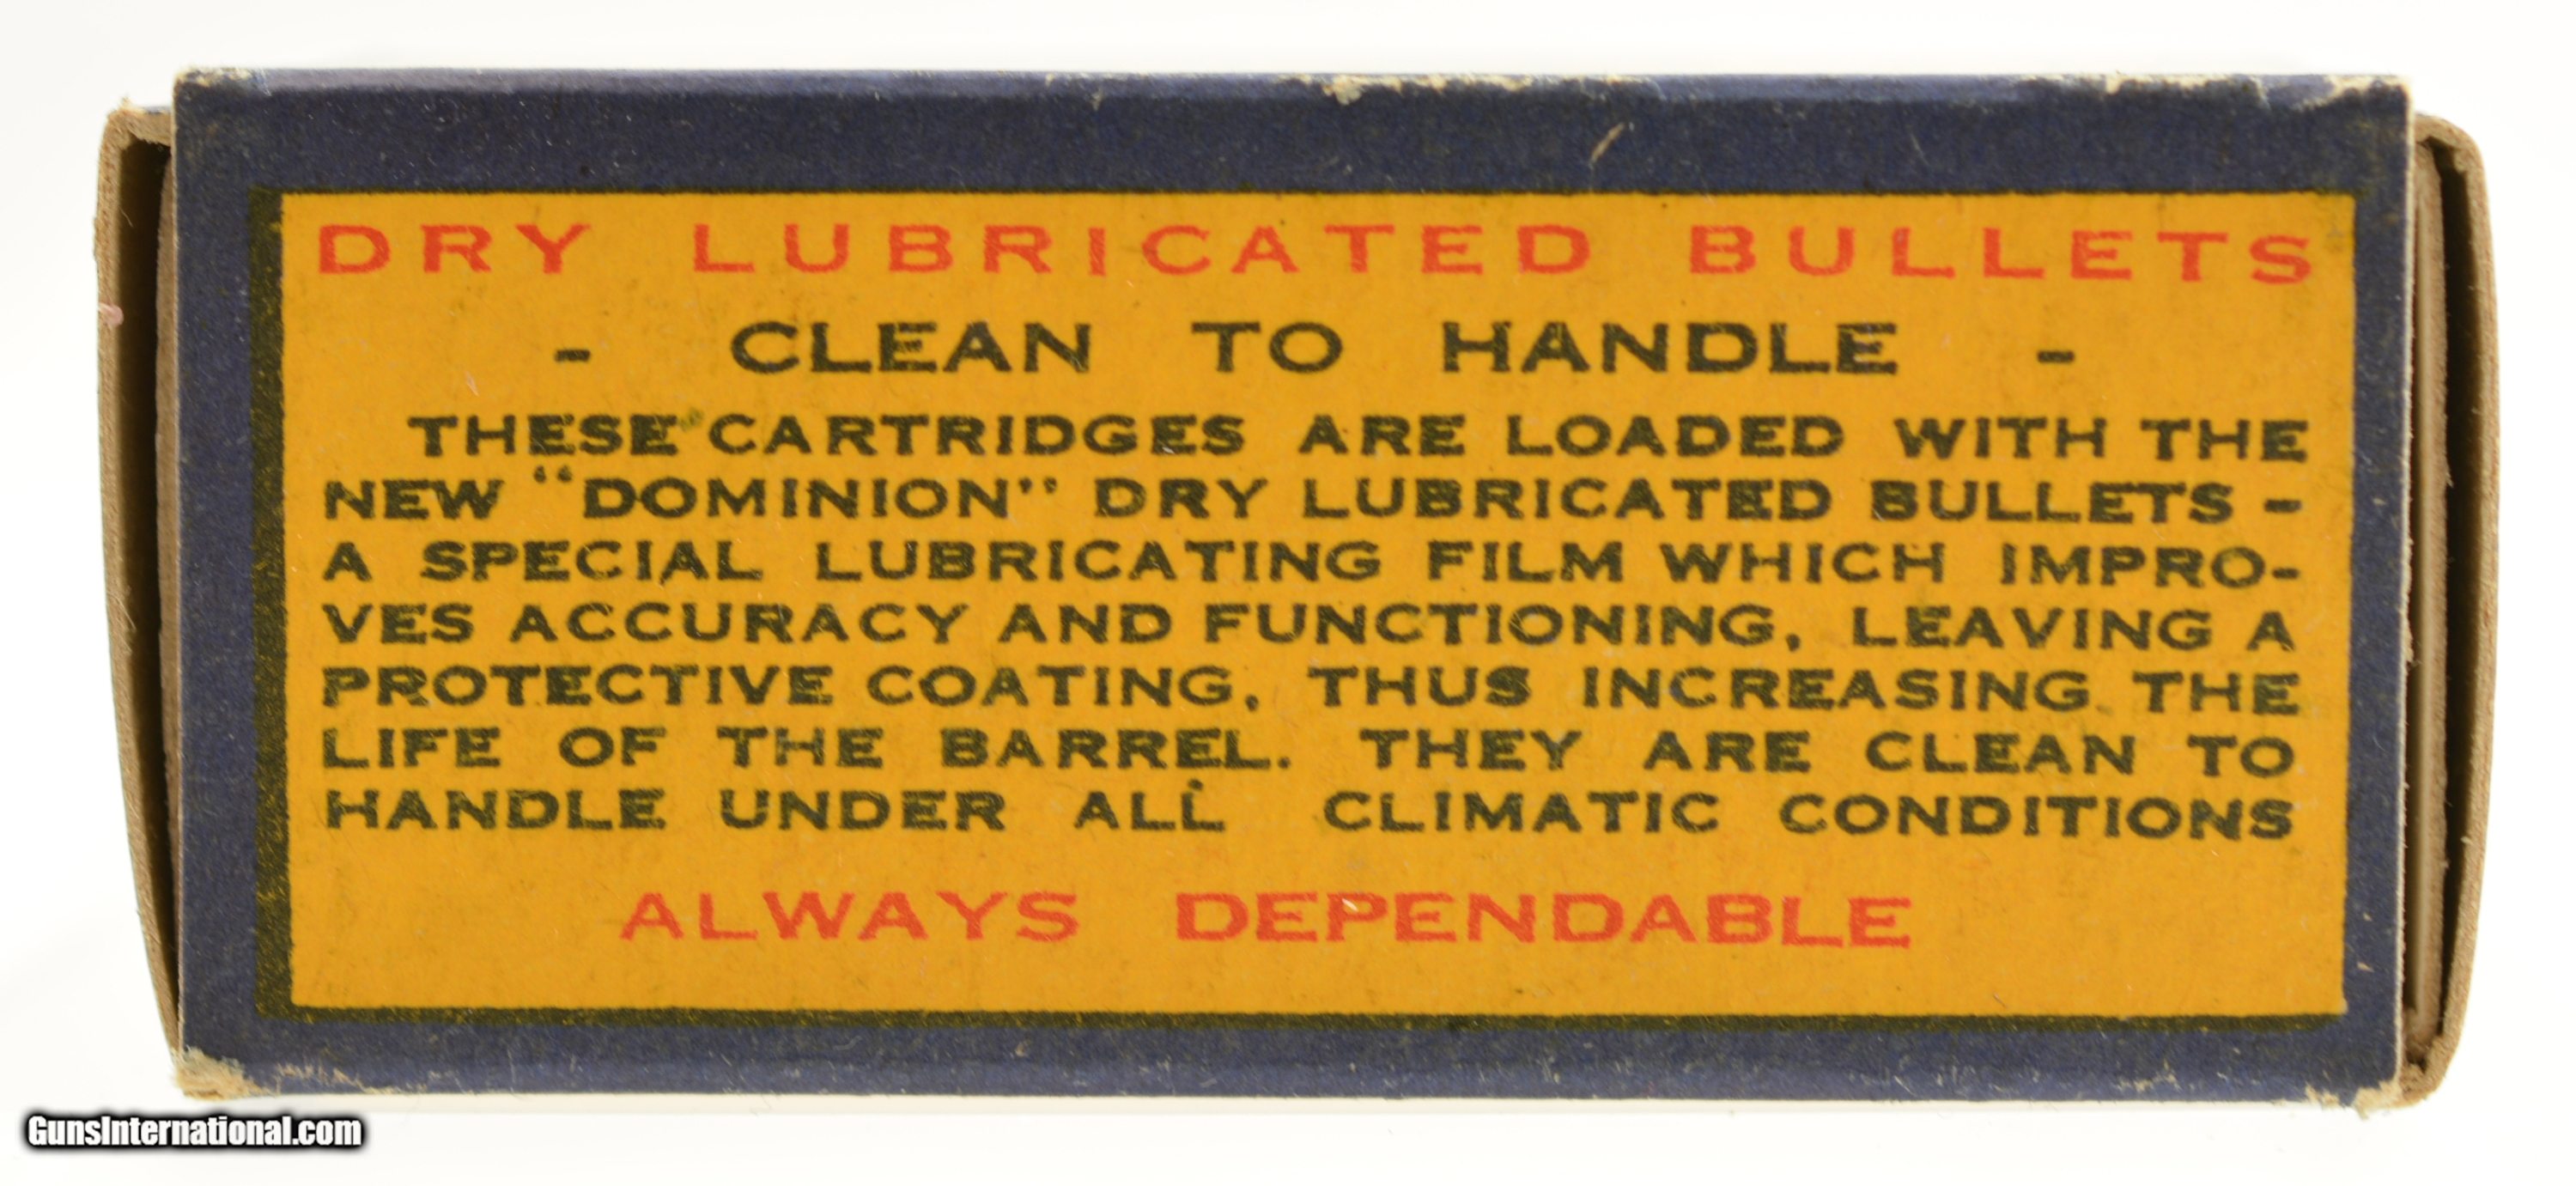 DRY LUBRICATED BULLETS
- CLEAN TO HANDLE -
THESE CARTRIDGES ARE LOADED WITH THE
NEW "DOMINION" DRY LUBRICATED BULLETS -
A SPECIAL LUBRICATING FILM WHICH IMPRO-
VES ACCURACY AND FUNCTIONING, LEAVING A
PROTECTIVE COATING, THUS INCREASING THE
LIFE OF THE BARREL. THEY ARE CLEAN TO
HANDLE UNDER ALL CLIMATIC CONDITIONS
ALWAYS DEPENDABLE
GunsInternational.com